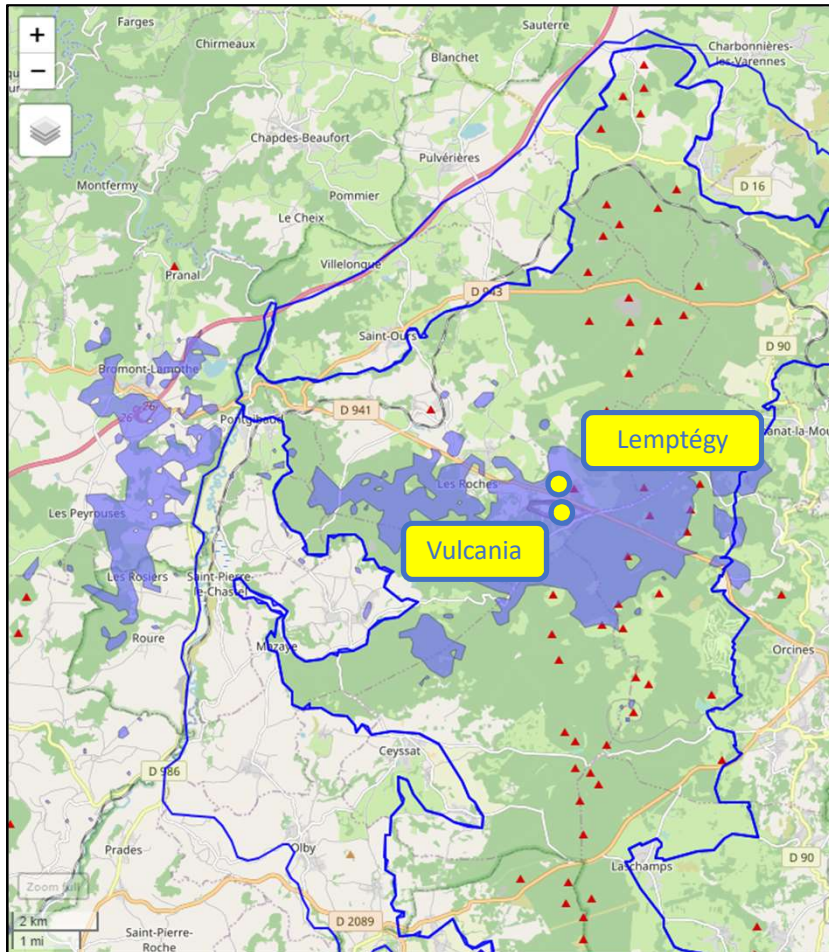 Farges
Sauterre
Chirmeaux
Blanchet
Charbonnières-
les-Varennes
+
−
Chapdes-Beaufort
Pulvérières
Montfermy
D 16
Pommier
Le Cheix
Villelongue
Pranal
D 943
Saint-Ours
D 90
Bromont-Lamothe
26
D 941
Pontgibaud
Lemptégy
Les Roches
Les Peyrouses
Vulcania
Les Rosiers
Saint-Pierre-
le-Chastel
Roure
Mazaye
Orcines
Ceyssat
D 986
Olby
Prades
D 90
Laschamps
Zoom full
2 km
1 mi
D 2089
Saint-Pierre-
Roche